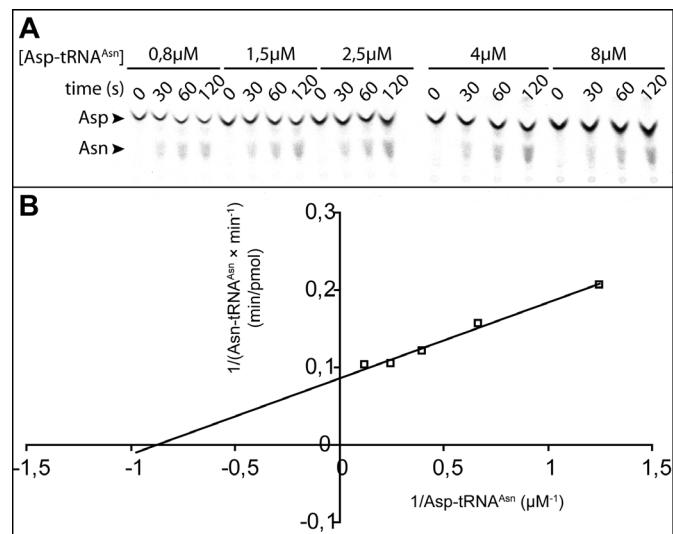 A
[Asp-tRNAᴬˢⁿ] 0,8µM 1,5µM 2,5µM 4µM 8µM
time (s) 0 30 60 120 0 30 60 120 0 30 60 120 0 30 60 120 0 30 60 120
Asp
Asn
B
1/(Asn-tRNAᴬˢⁿ × min⁻¹)
(min/pmol)
0,3
0,2
0,1
0
-0,1
-1,5 -1 -0,5 0 0,5 1 1,5
1/Asp-tRNAᴬˢⁿ (µM⁻¹)